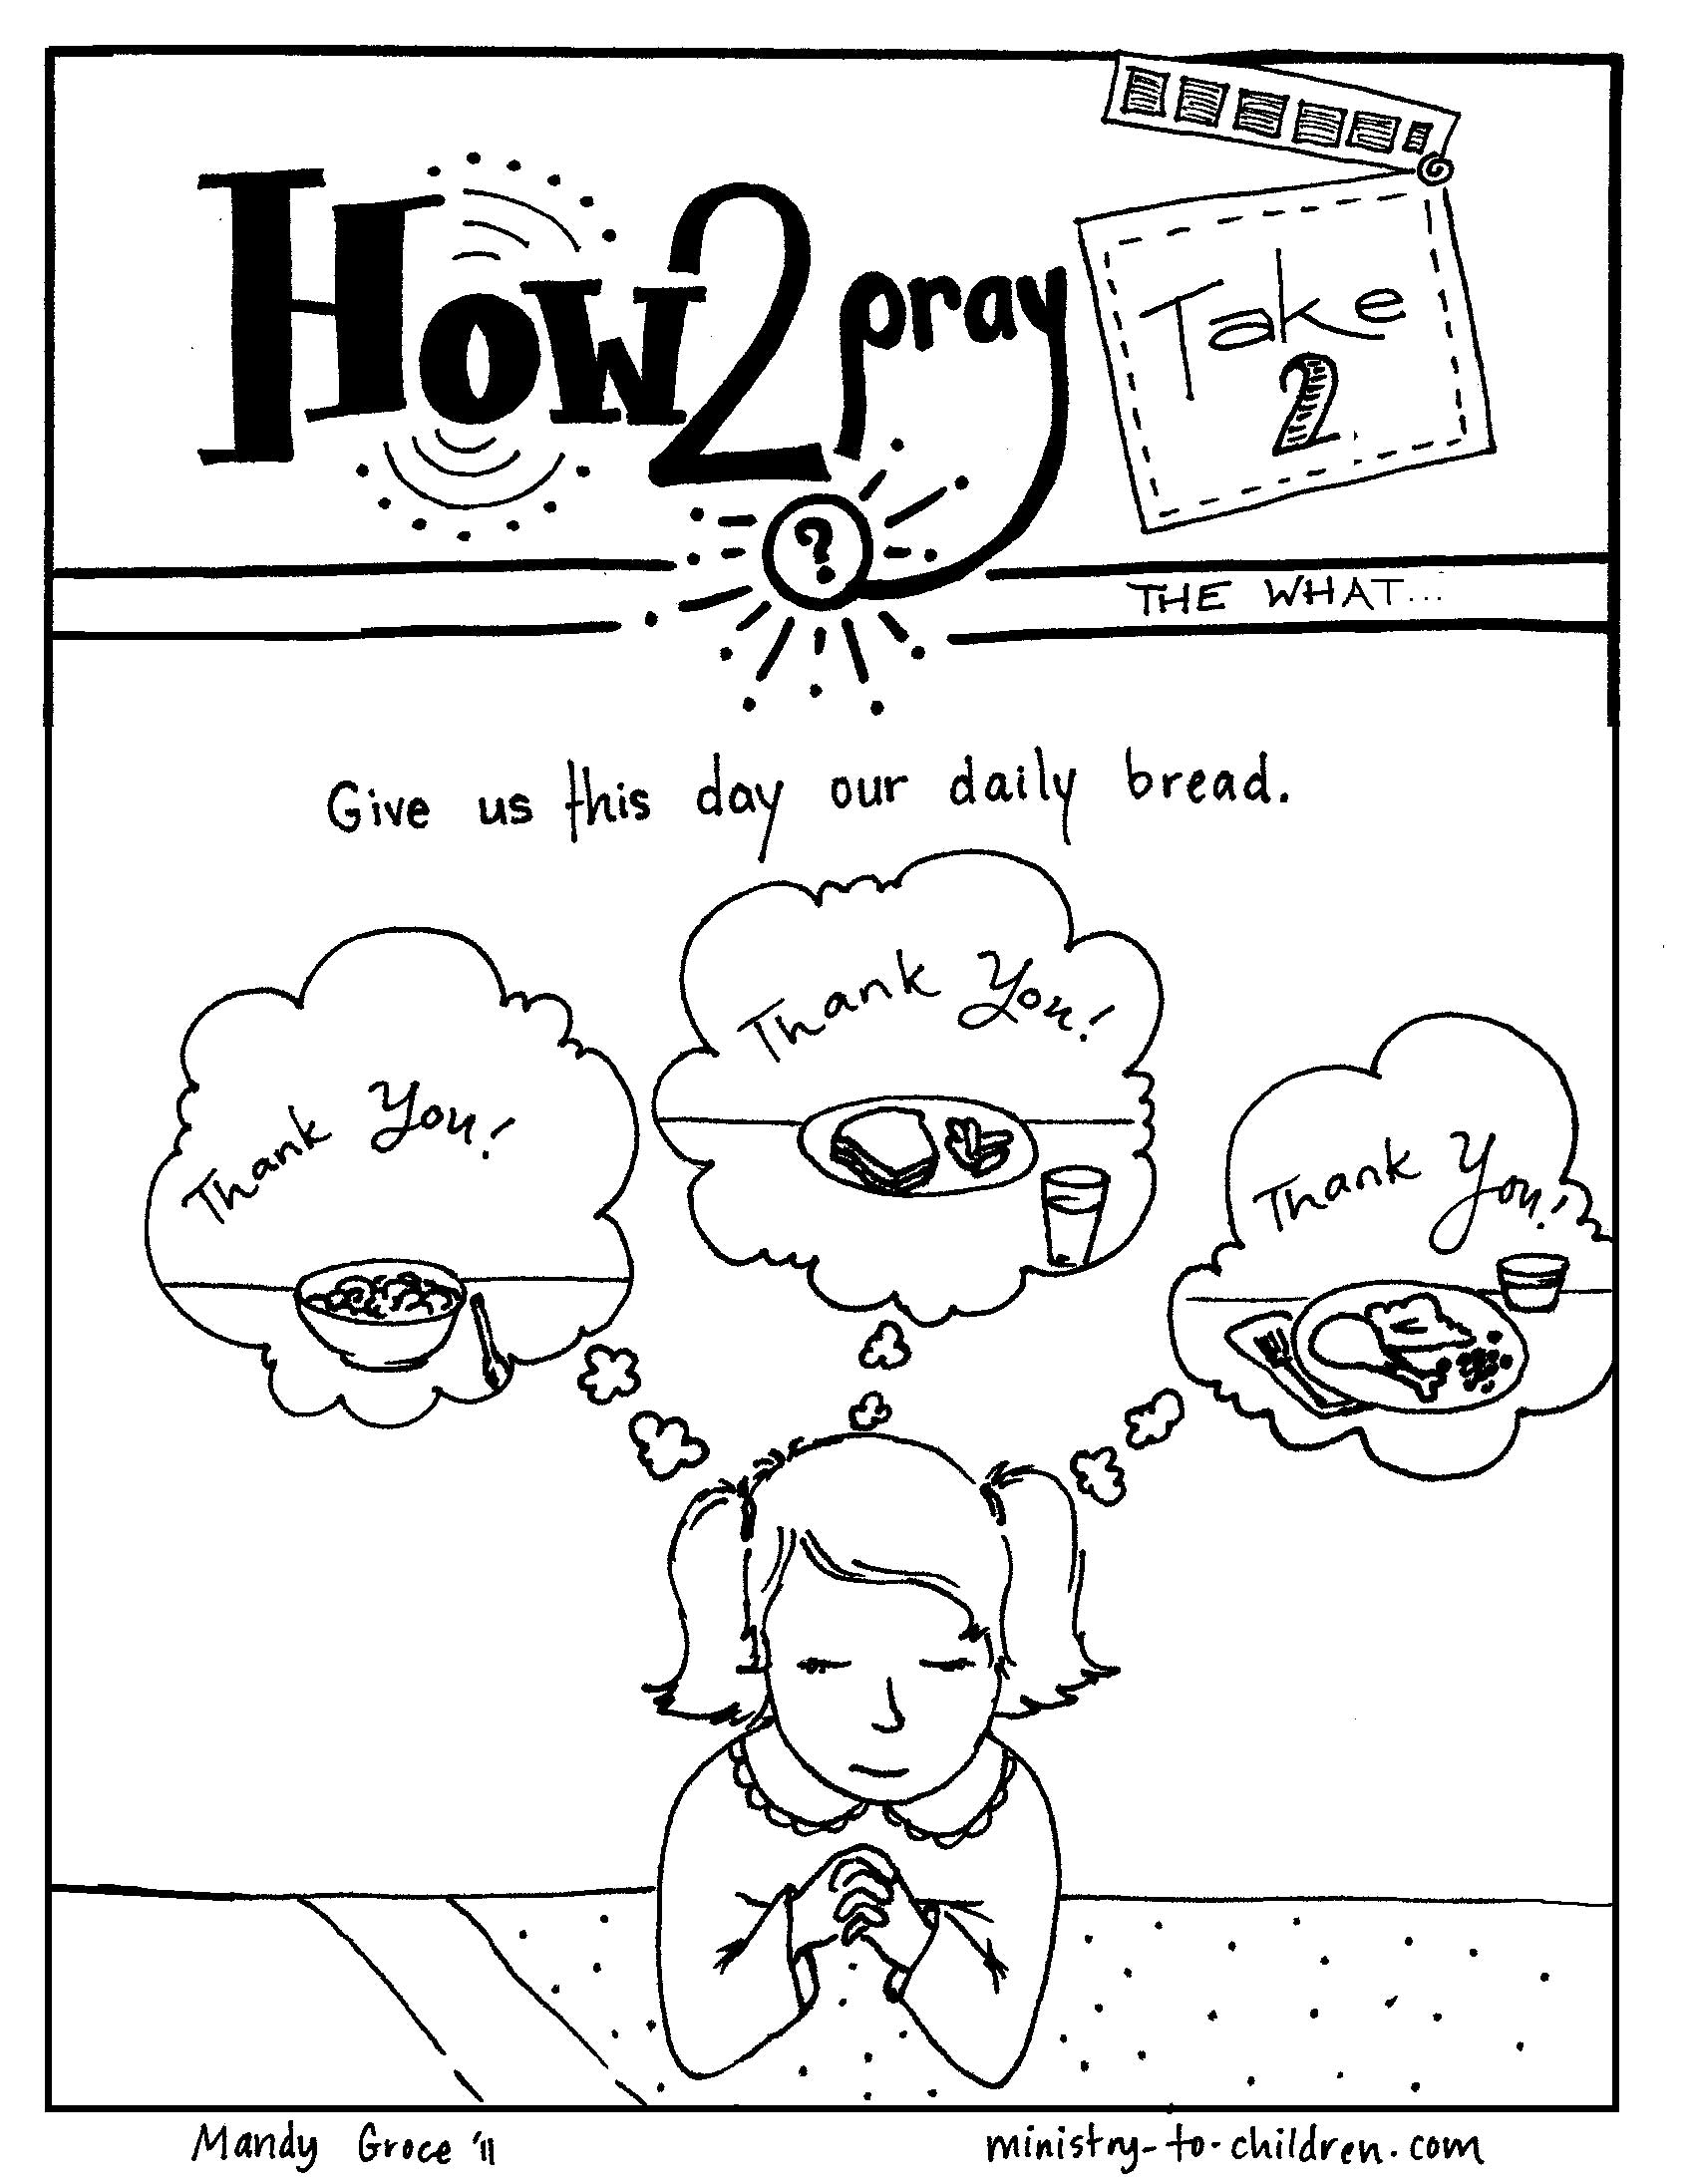 How 2 pray
?
Take
2
THE WHAT...
Give us this day our daily bread.
Thank You!
Thank You!
Thank You!
Mandy Groce '11
ministry-to-children.com